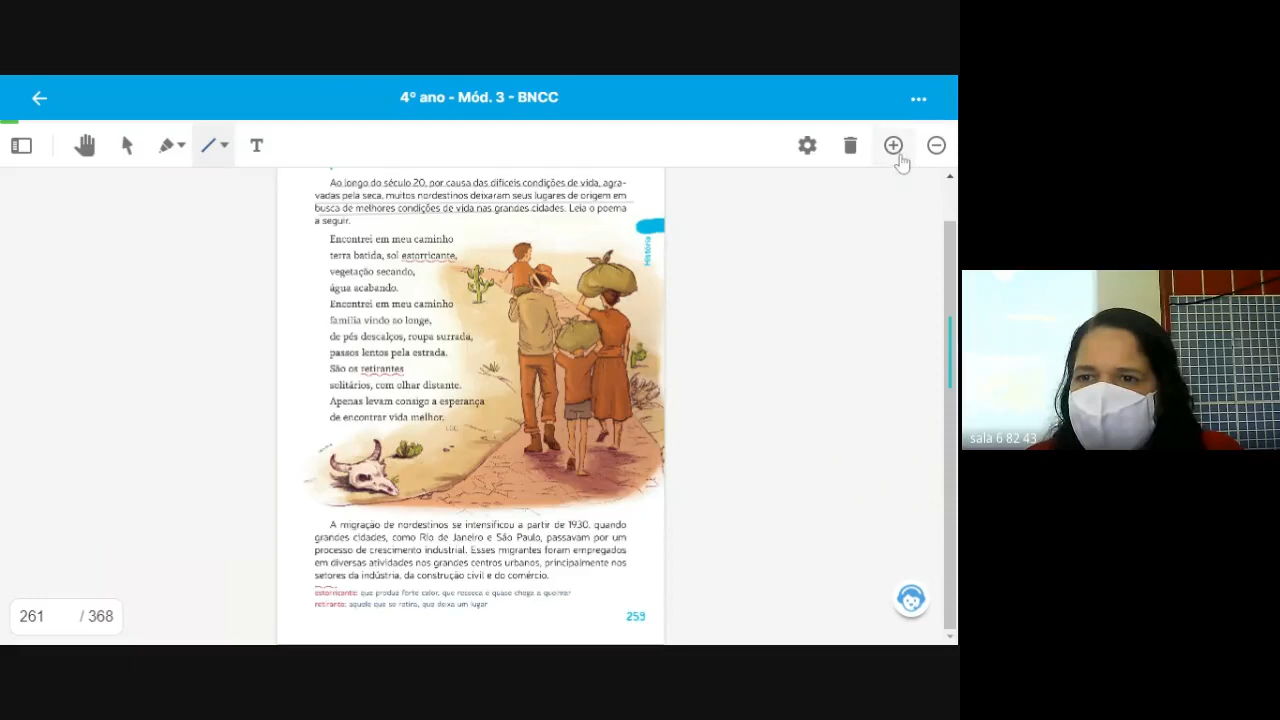 4º ano - Mód. 3 - BNCC
T
Ao longo do século 20, por causa das difíceis condições de vida, agra-
vadas pela seca, muitos nordestinos deixaram seus lugares de origem em
busca de melhores condições de vida nas grandes cidades. Leia o poema
a seguir.
Encontrei em meu caminho
terra batida, sol estorricante,
vegetação secando,
água acabando.
Encontrei em meu caminho
família vindo ao longe,
de pés descalços, roupa surrada,
passos lentos pela estrada.
São os retirantes
solitários, com olhar distante.
Apenas levam consigo a esperança
de encontrar vida melhor.
História
A migração de nordestinos se intensificou a partir de 1930, quando
grandes cidades, como Rio de Janeiro e São Paulo, passavam por um
processo de crescimento industrial. Esses migrantes foram empregados
em diversas atividades nos grandes centros urbanos, principalmente nos
setores da indústria, da construção civil e do comércio.
estorricante: que produz forte calor, que resseca e quase chega a queimar
retirante: aquele que se retira, que deixa um lugar
259
261 / 368
sala 6 82 43